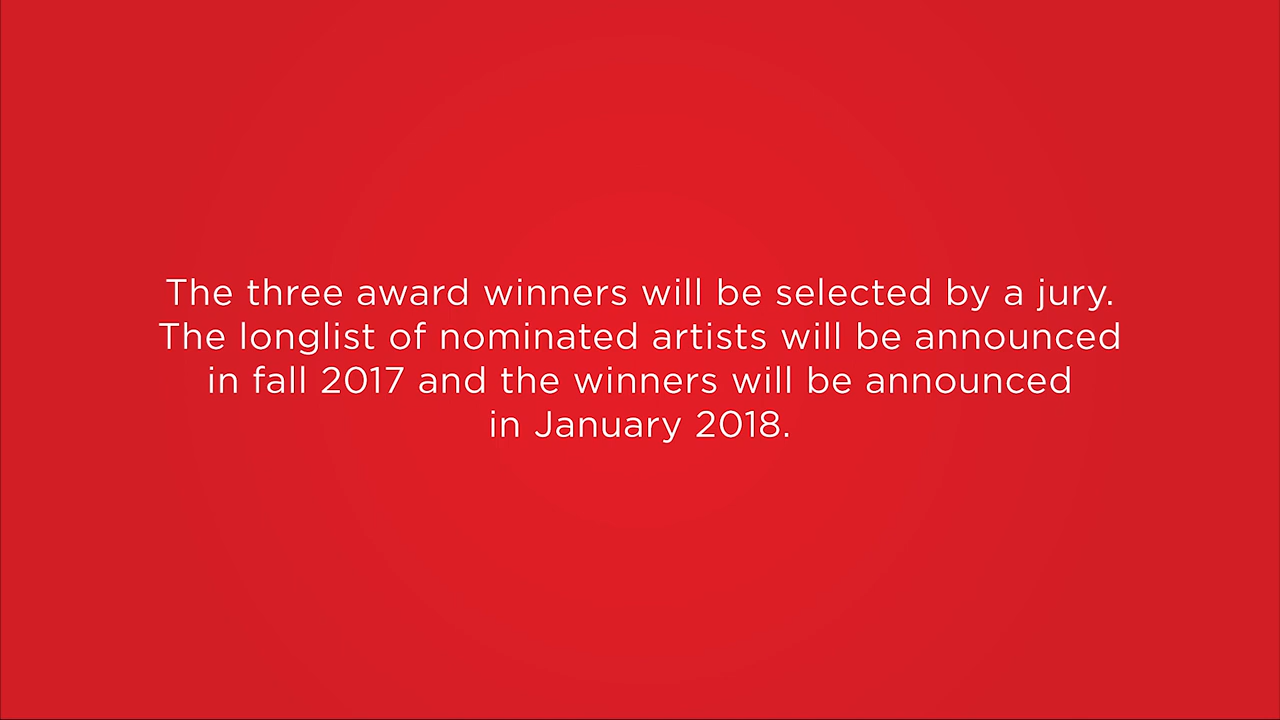 The three award winners will be selected by a jury.
The longlist of nominated artists will be announced
in fall 2017 and the winners will be announced
in January 2018.